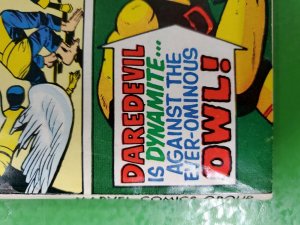 DAREDEVIL
IS DYNAMITE...
AGAINST THE
EVER-OMINOUS
OWL!
MARVEL COMICS GROUP